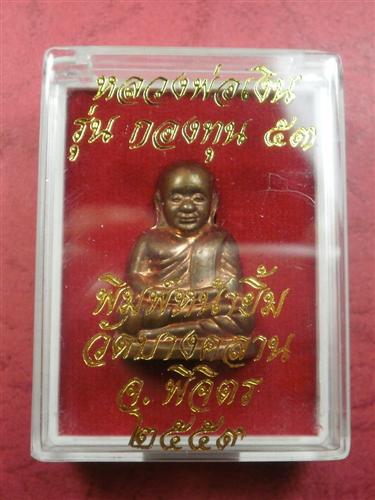 หลวงพ่อเงิน
รุ่น กองทุน ๕๓
พิมพ์หน้ายิ้ม
วัดบางคลาน
จ. พิจิตร
๒๕๕๓